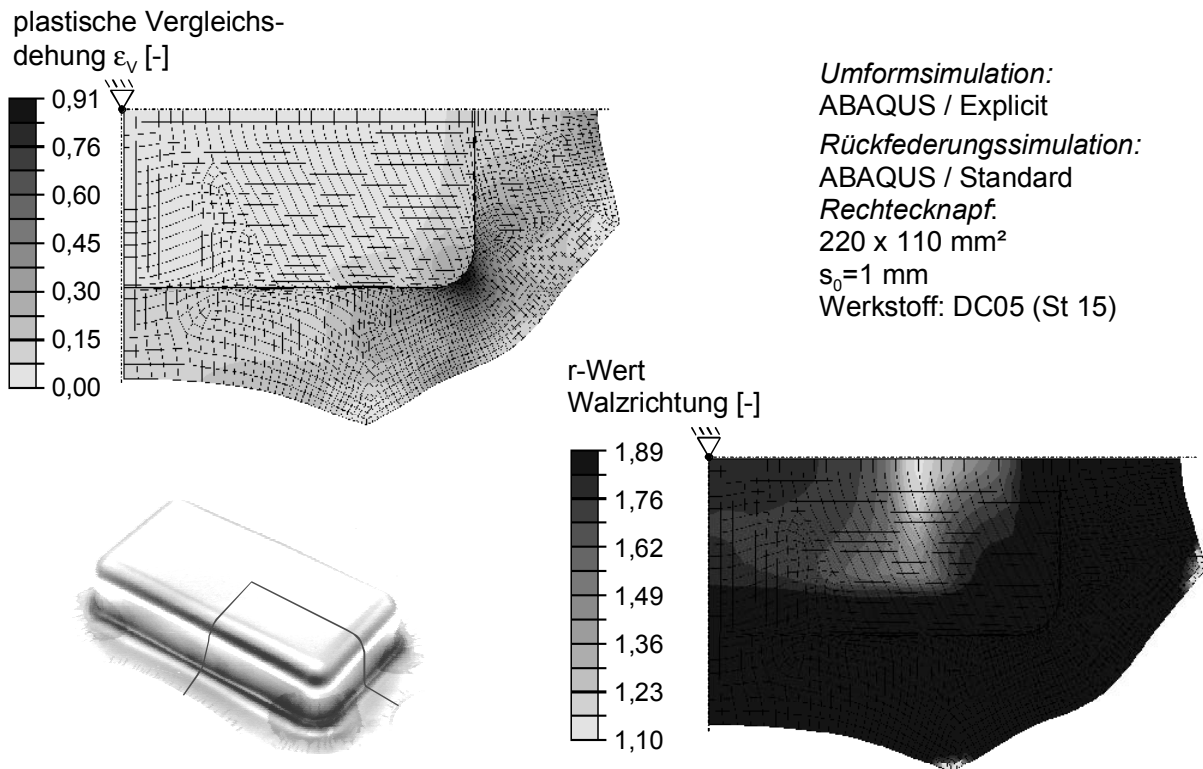 plastische Vergleichs-
dehung εV [-]
0,91
0,76
0,60
0,45
0,30
0,15
0,00
Umformsimulation:
ABAQUS / Explicit
Rückfederungssimulation:
ABAQUS / Standard
Rechtecknapf:
220 x 110 mm²
s0=1 mm
Werkstoff: DC05 (St 15)
r-Wert
Walzrichtung [-]
1,89
1,76
1,62
1,49
1,36
1,23
1,10